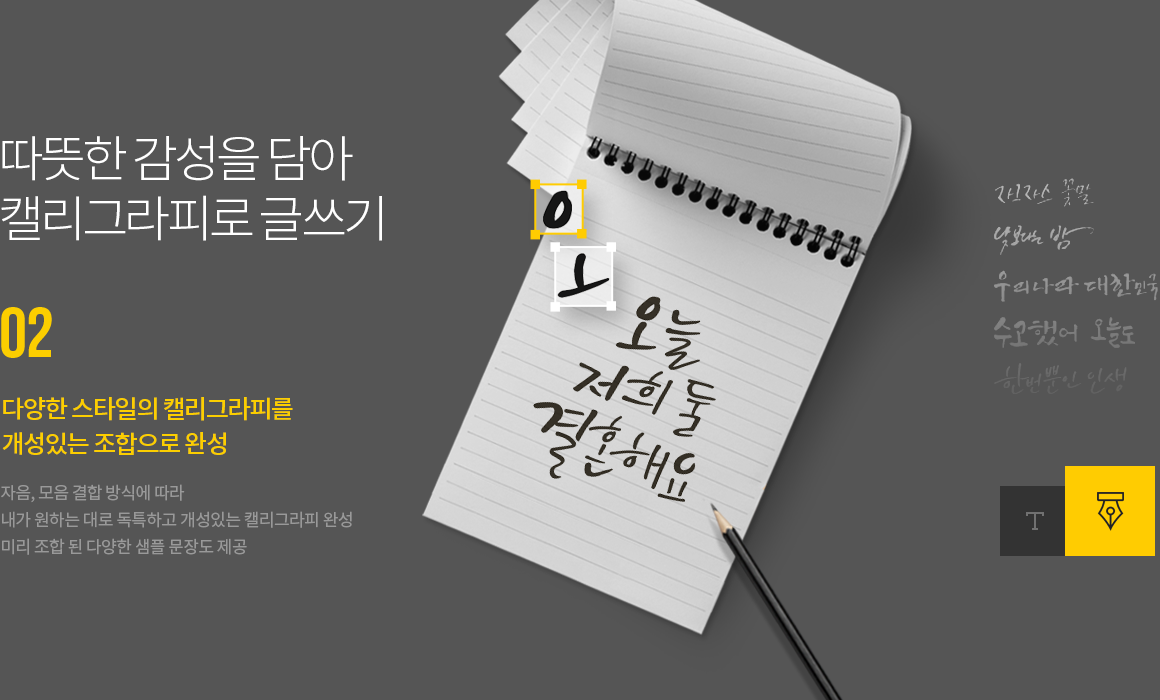 따뜻한 감성을 담아
캘리그라피로 글쓰기
02
다양한 스타일의 캘리그라피를
개성있는 조합으로 완성
자음, 모음 결합 방식에 따라
내가 원하는 대로 독특하고 개성있는 캘리그라피 완성
미리 조합 된 다양한 샘플 문장도 제공
ㅇ
ㅗ
오늘
저희 둘
결혼해요
낮보다는 밤
우리나라 대한민국
수고했어 오늘도
한번뿐인 인생
T